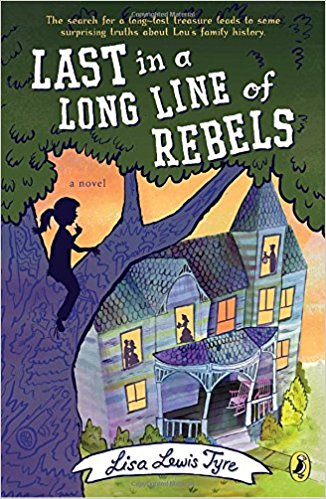 The search for a long-lost treasure leads to some
surprising truths about Lou's family history.
LAST in a
LONG LINE of
REBELS
a novel
Lisa Lewis Tyre